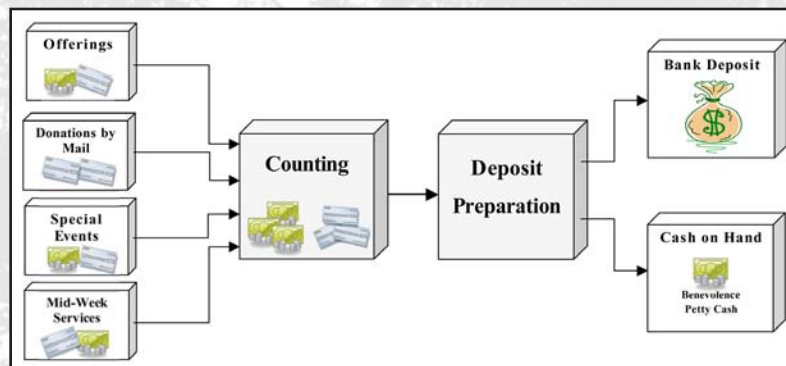 Offerings
Donations by
Mail
Special
Events
Mid-Week
Services
Counting
Deposit
Preparation
Bank Deposit
$
Cash on Hand
Benevolence
Petty Cash